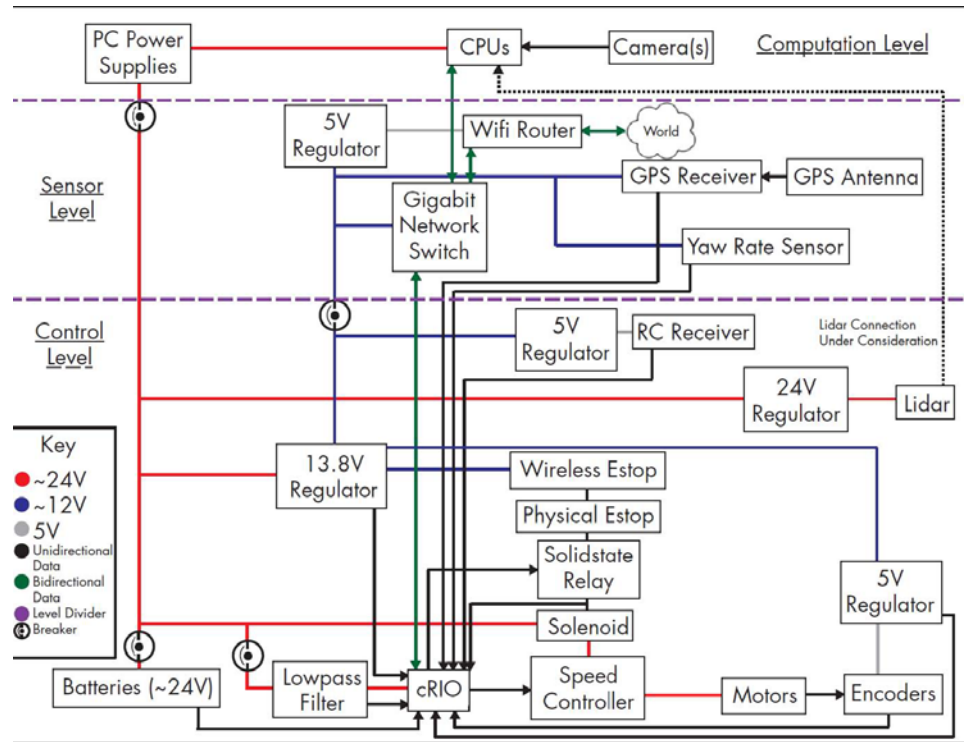 PC Power
Supplies
CPUs
Camera(s)
Computation Level
5V
Regulator
Wifi Router
World
Sensor
Level
Gigabit
Network
Switch
GPS Receiver
GPS Antenna
Yaw Rate Sensor
Control
Level
5V
Regulator
RC Receiver
Lidar Connection
Under Consideration
24V
Regulator
Lidar
Key
~24V
~12V
5V
Unidirectional
Data
Bidirectional
Data
Level Divider
Breaker
13.8V
Regulator
Wireless Estop
Physical Estop
Solidstate
Relay
Solenoid
5V
Regulator
Batteries (~24V)
Lowpass
Filter
cRIO
Speed
Controller
Motors
Encoders